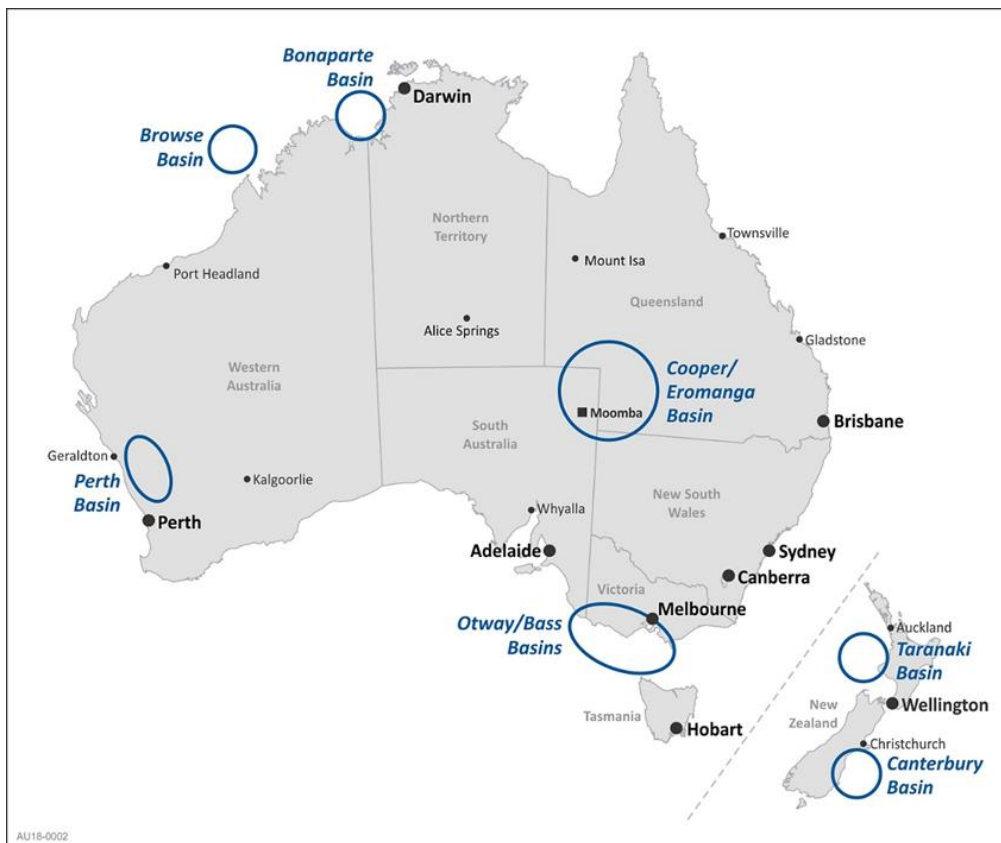 Bonaparte
Basin
Darwin
Browse
Basin
Northern
Territory
Townsville
Mount Isa
Port Headland
Queensland
Alice Springs
Gladstone
Western
Australia
Cooper/
Eromanga
Basin
Moomba
South
Australia
Brisbane
Geraldton
Perth
Basin
Kalgoorlie
New South
Wales
Whyalla
Perth
Adelaide
Sydney
Canberra
Victoria
Melbourne
Otway/Bass
Basins
Auckland
Taranaki
Basin
Tasmania
Hobart
New
Zealand
Wellington
Christchurch
Canterbury
Basin
AU18-0002